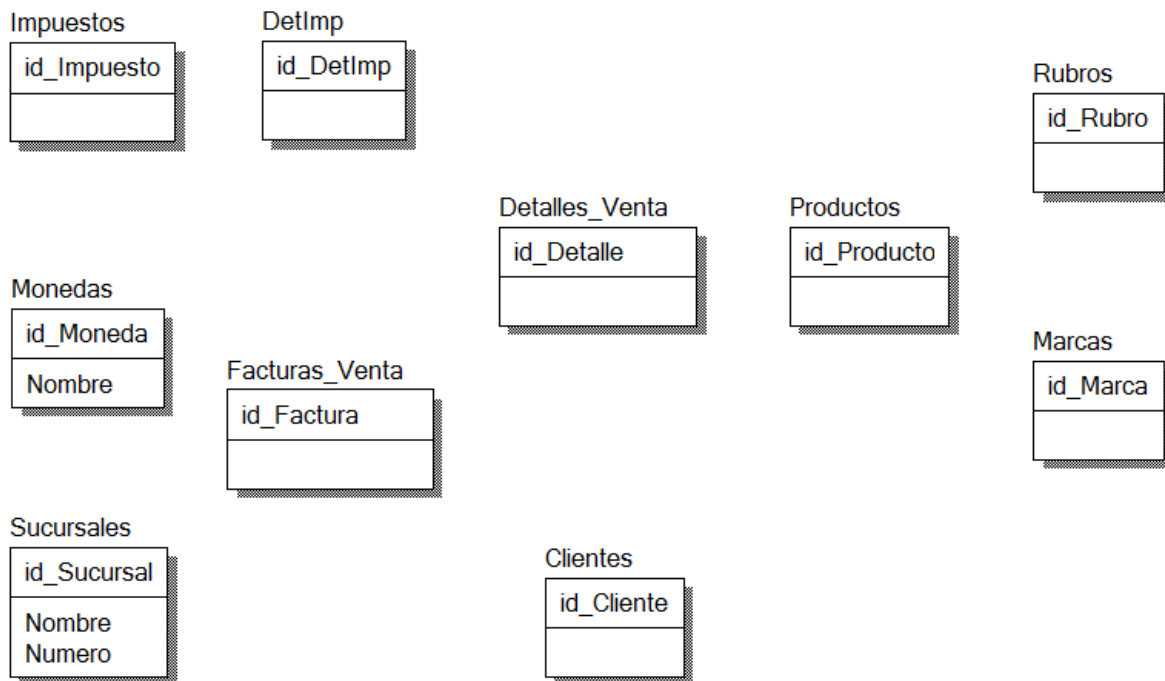 Impuestos
id_Impuesto
DetImp
id_DetImp
Rubros
id_Rubro
Detalles_Venta
id_Detalle
Productos
id_Producto
Monedas
id_Moneda
Nombre
Facturas_Venta
id_Factura
Marcas
id_Marca
Sucursales
id_Sucursal
Nombre
Numero
Clientes
id_Cliente